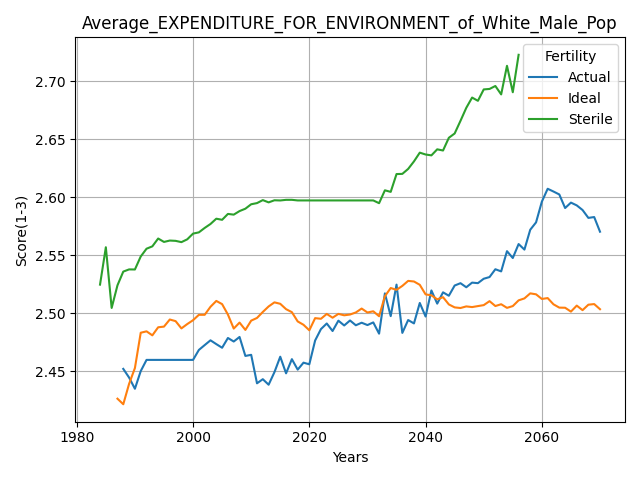 Average_EXPENDITURE_FOR_ENVIRONMENT_of_White_Male_Pop
Fertility
Actual
Ideal
Sterile
2.70
2.65
2.60
2.55
2.50
2.45
Score(1-3)
1980
2000
2020
2040
2060
Years